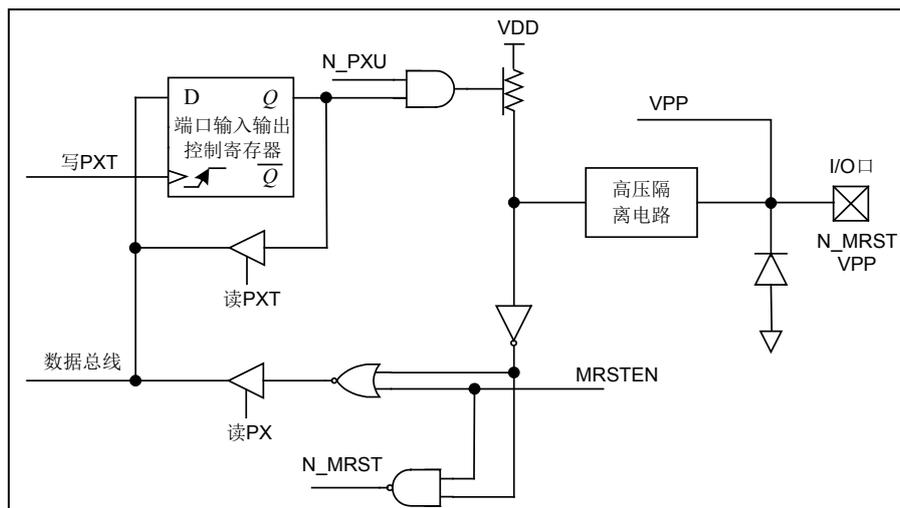 VDD
N_PXU
VPP
D
Q
端口输入输出
控制寄存器
Q
写PXT
I/O口
高压隔
离电路
N_MRST
VPP
读PXT
数据总线
MRSTEN
读PX
N_MRST